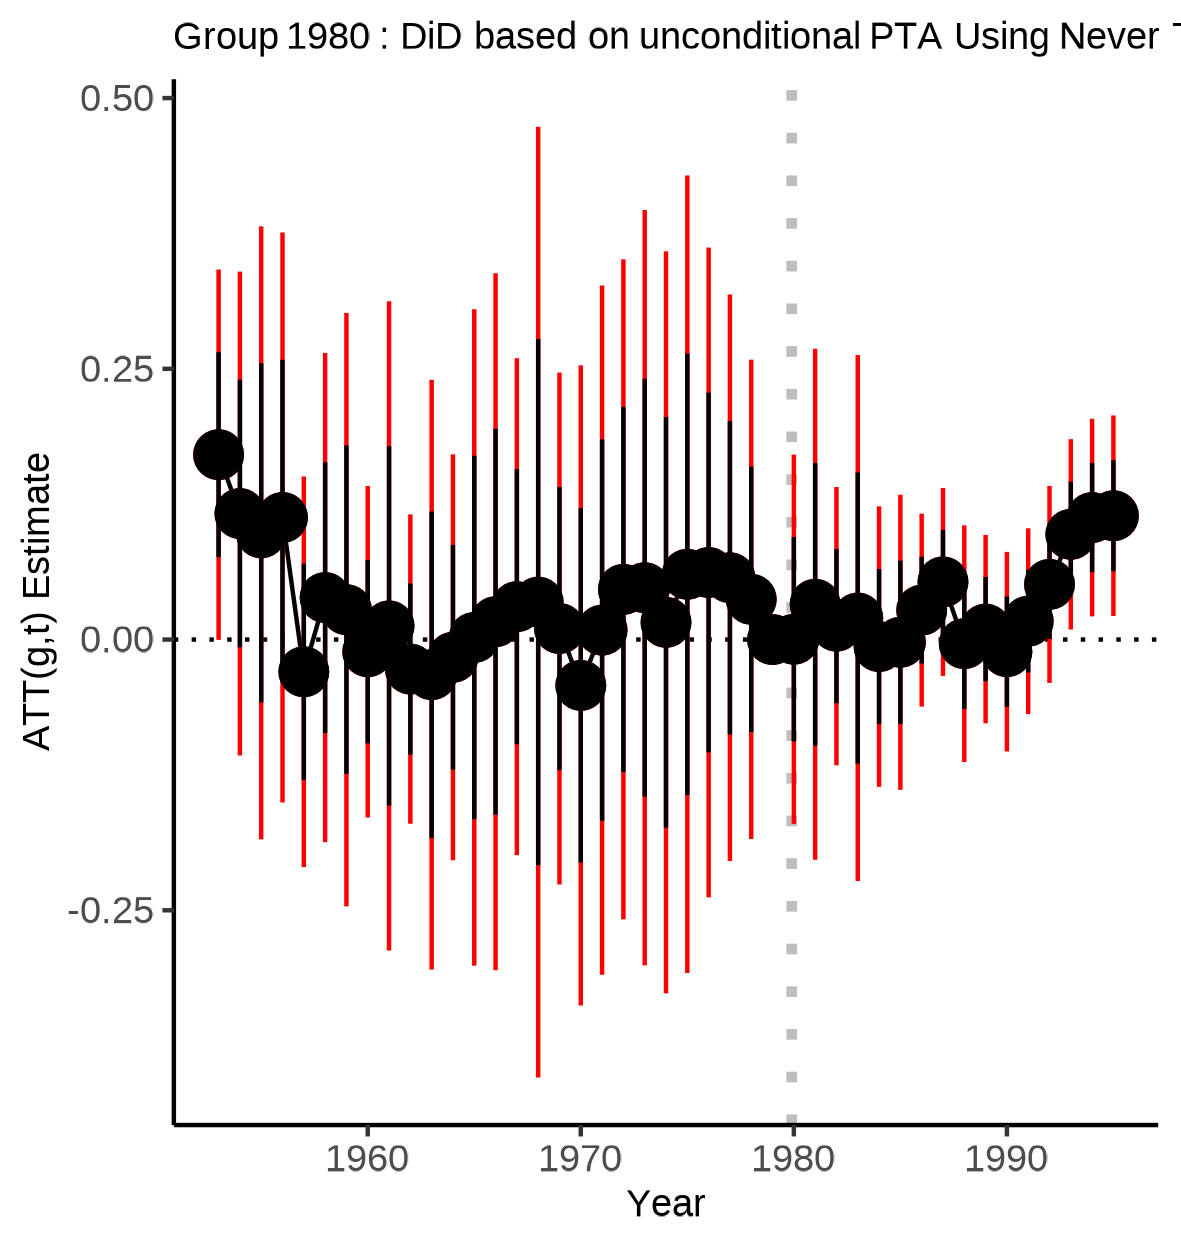 Group 1980 : DiD based on unconditional PTA Using Never
0.50
0.25
0.00
-0.25
ATT(g,t) Estimate
1960 1970 1980 1990
Year